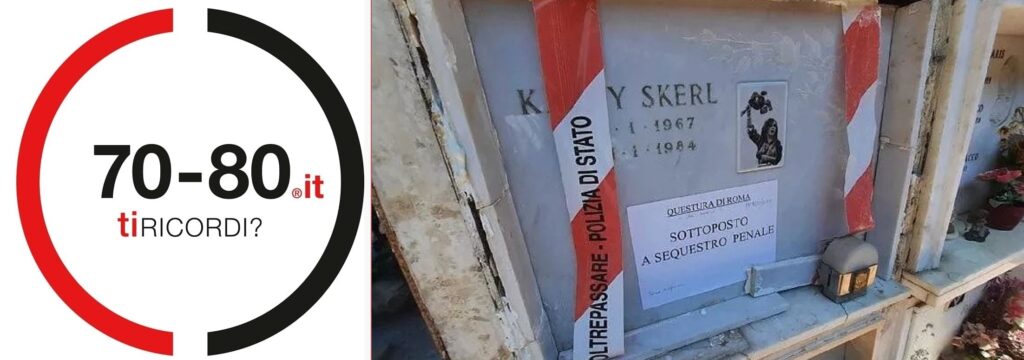 70-80®.it
tiRICORDI?
K Y SKERL
1 · 1967
1 · 1984
OLTREPASSARE - POLIZIA DI STATO
QUESTURA DI ROMA
SOTTOPOSTO
A SEQUESTRO PENALE